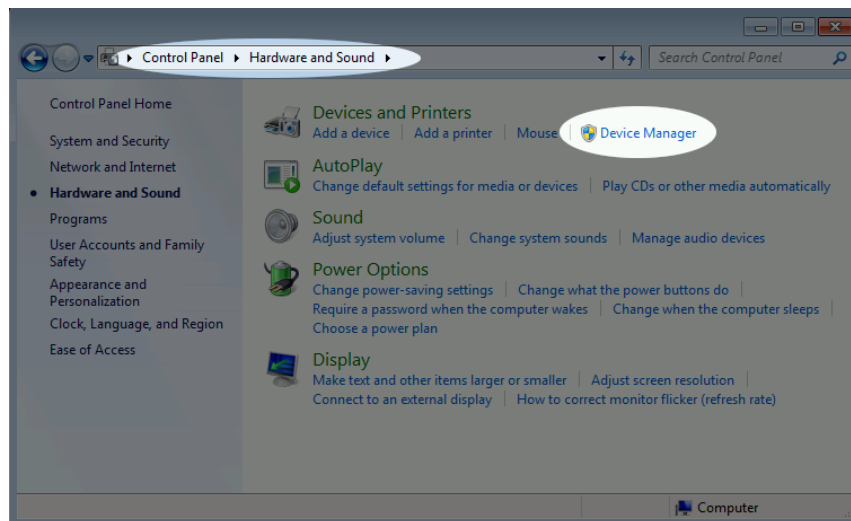 Control Panel Hardware and Sound Search Control Panel
Control Panel Home
System and Security
Network and Internet
Hardware and Sound
Programs
User Accounts and Family
Safety
Appearance and
Personalization
Clock, Language, and Region
Ease of Access
Devices and Printers
Add a device Add a printer Mouse Device Manager
AutoPlay
Change default settings for media or devices Play CDs or other media automatically
Sound
Adjust system volume Change system sounds Manage audio devices
Power Options
Change power-saving settings Change what the power buttons do
Require a password when the computer wakes Change when the computer sleeps
Choose a power plan
Display
Make text and other items larger or smaller Adjust screen resolution
Connect to an external display How to correct monitor flicker (refresh rate)
Computer